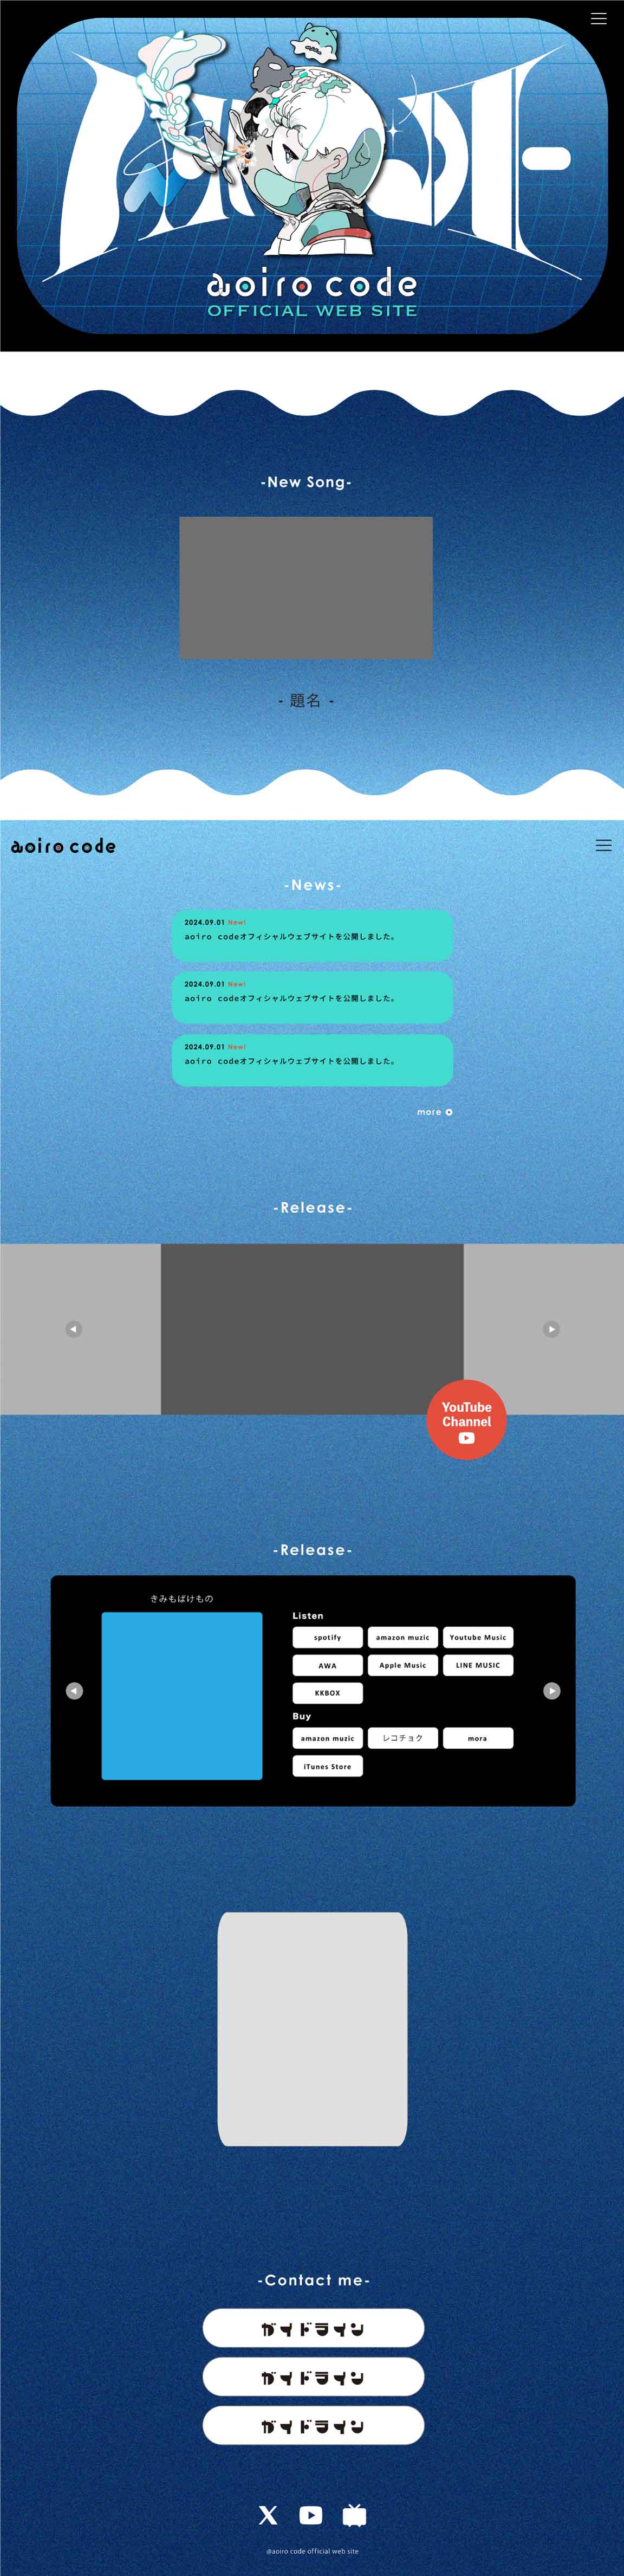 aoiro code
OFFICIAL WEB SITE
-New Song-
- 題名 -
aoiro code
-News-
2024.09.01 New!
aoiro codeオフィシャルウェブサイトを公開しました。
2024.09.01 New!
aoiro codeオフィシャルウェブサイトを公開しました。
2024.09.01 New!
aoiro codeオフィシャルウェブサイトを公開しました。
more
-Release-
YouTube
Channel
-Release-
きみもばけもの
Listen
spotify
amazon muzic
Youtube Music
AWA
Apple Music
LINE MUSIC
KKBOX
Buy
amazon muzic
レコチョク
mora
iTunes Store
-Contact me-
ガイドライン
ガイドライン
ガイドライン
@aoiro code official web site